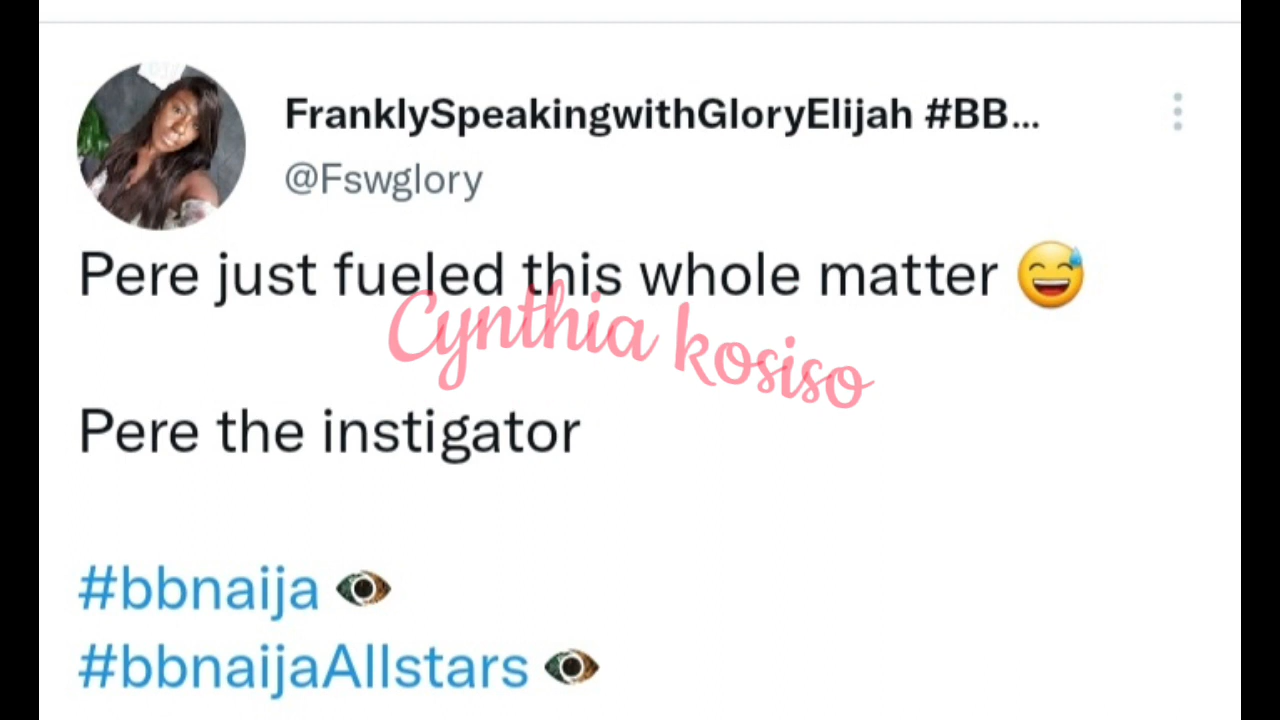 FranklySpeakingwithGloryElijah #BB...
@Fswglory
Pere just fueled this whole matter 😅
Cynthia kosiso
Pere the instigator
#bbnaija
#bbnaijaAllstars